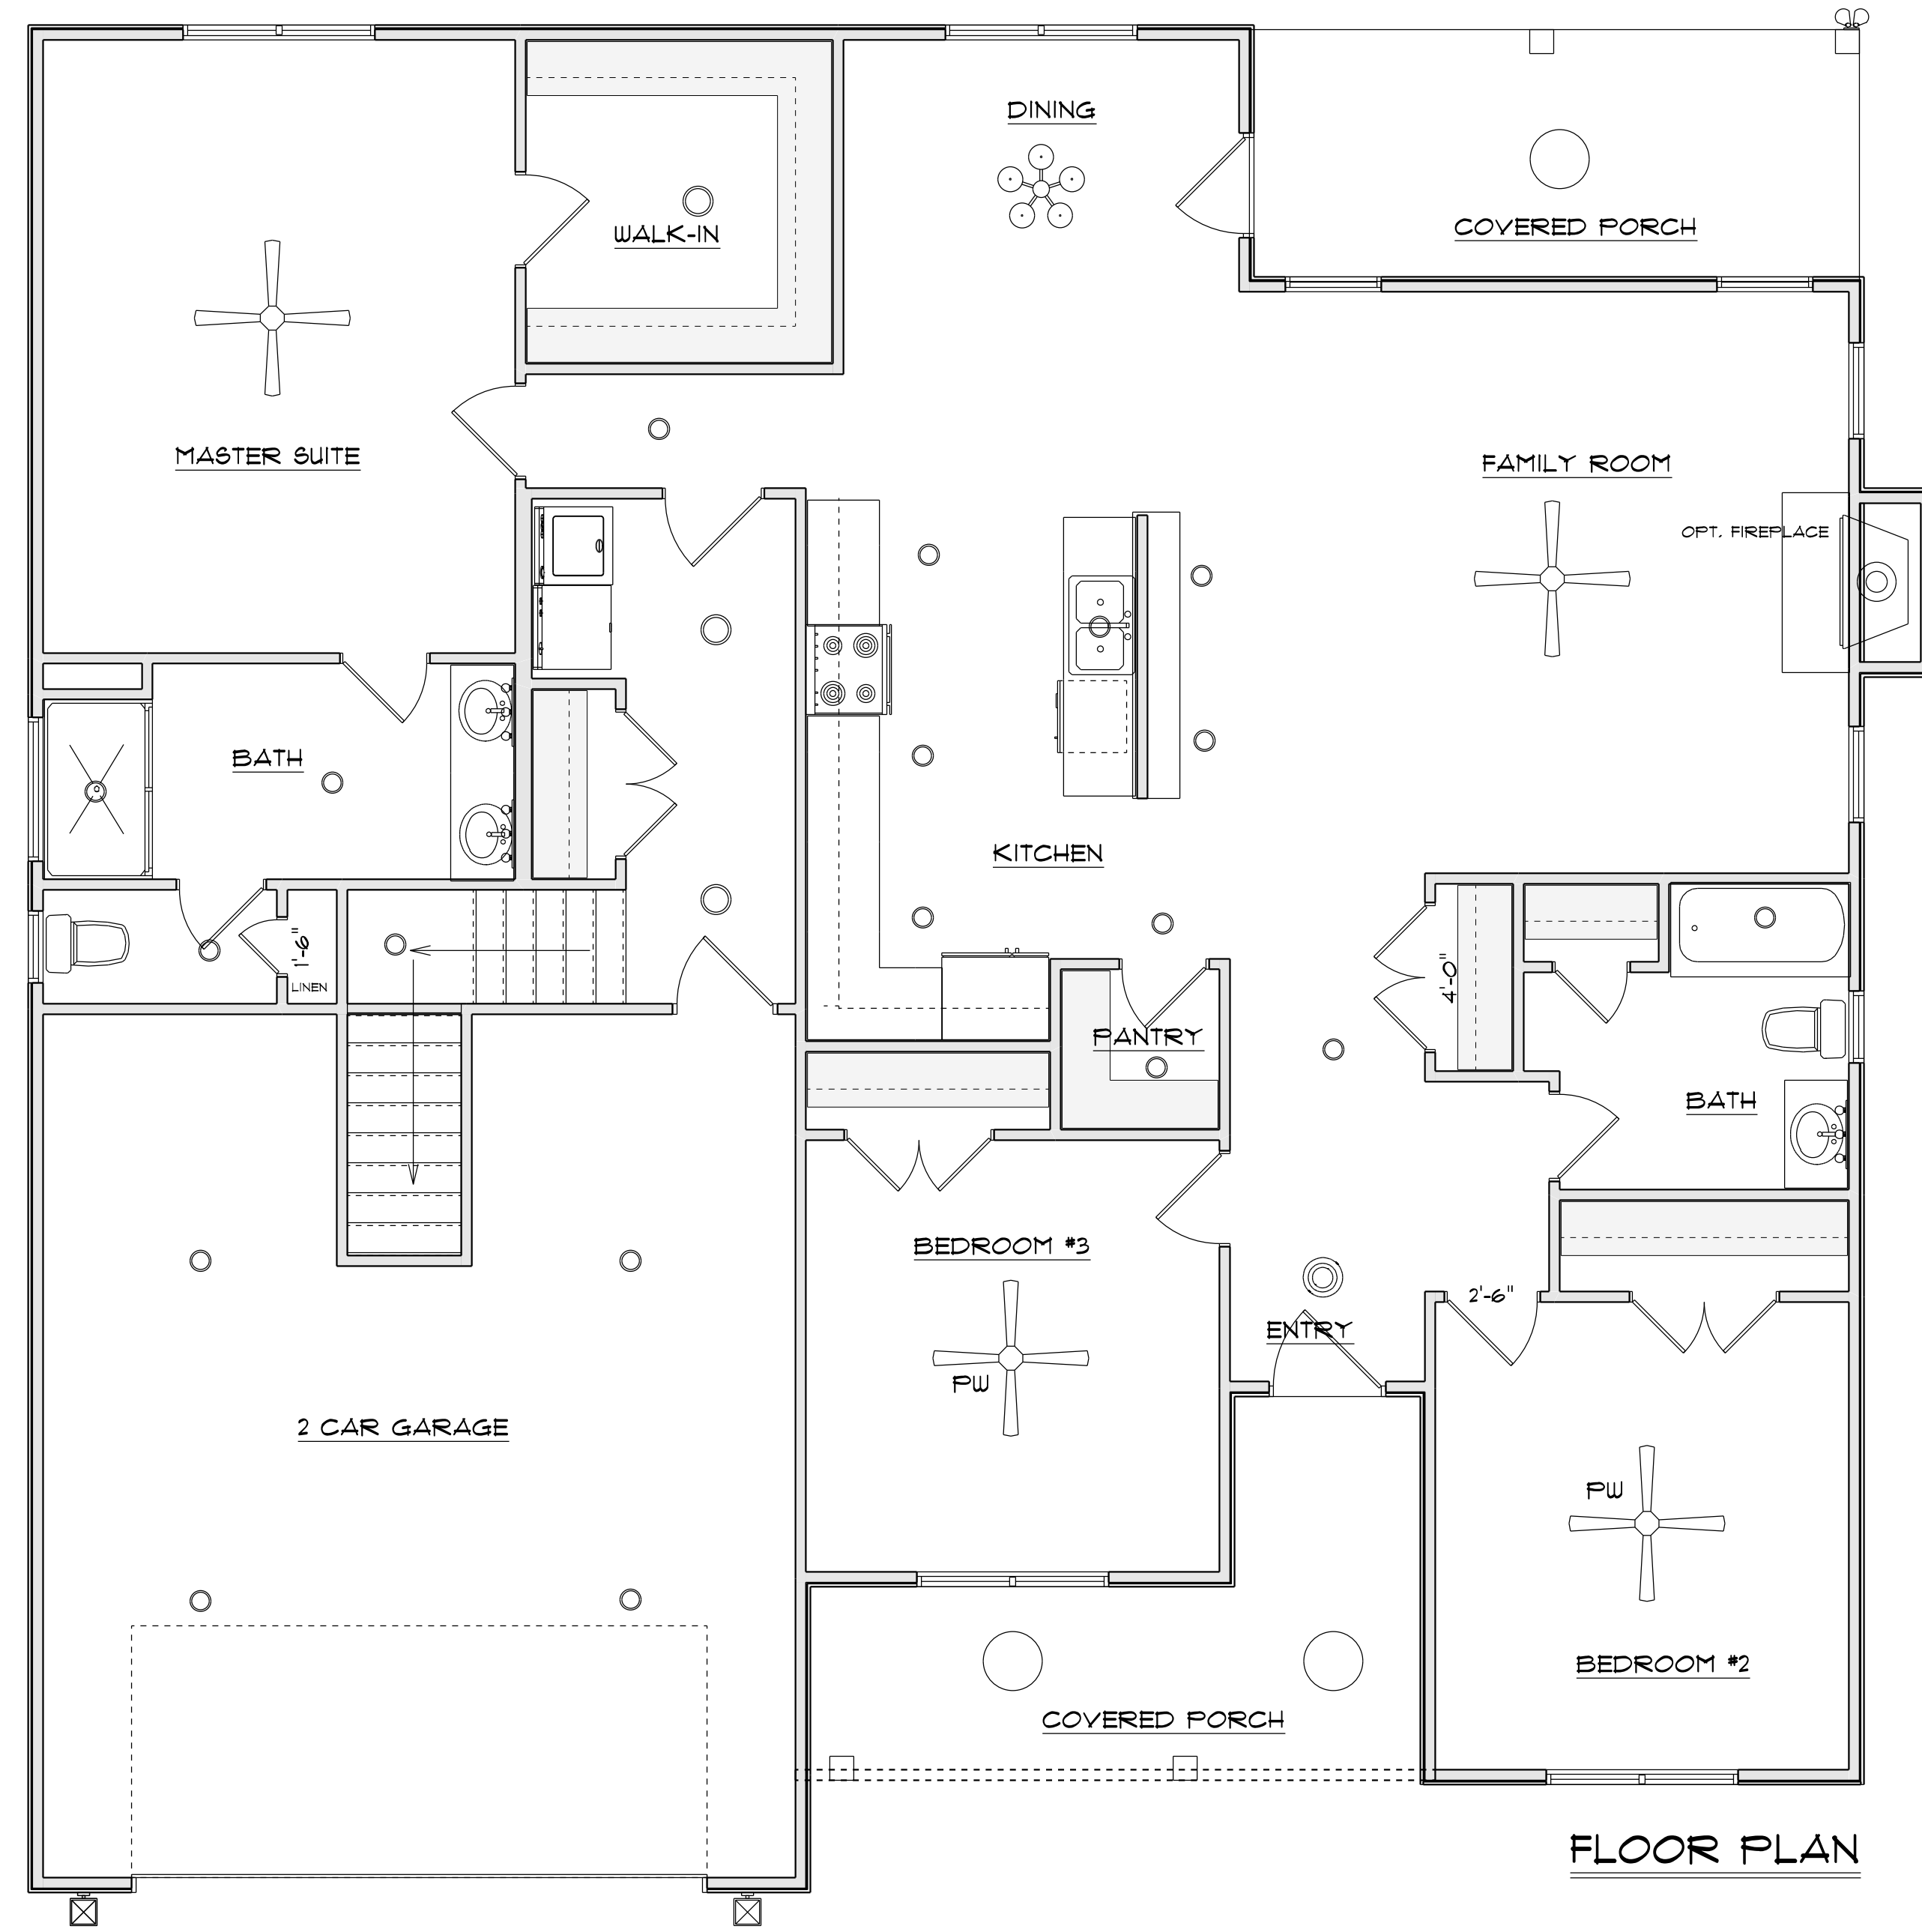 DINING
COVERED PORCH
WALK-IN
MASTER SUITE
FAMILY ROOM
OPT. FIREPLACE
BATH
KITCHEN
1'-6"
LINEN
4'-0"
PANTRY
BATH
BEDROOM #3
2'-6"
ENTRY
PW
2 CAR GARAGE
PW
BEDROOM #2
COVERED PORCH
FLOOR PLAN